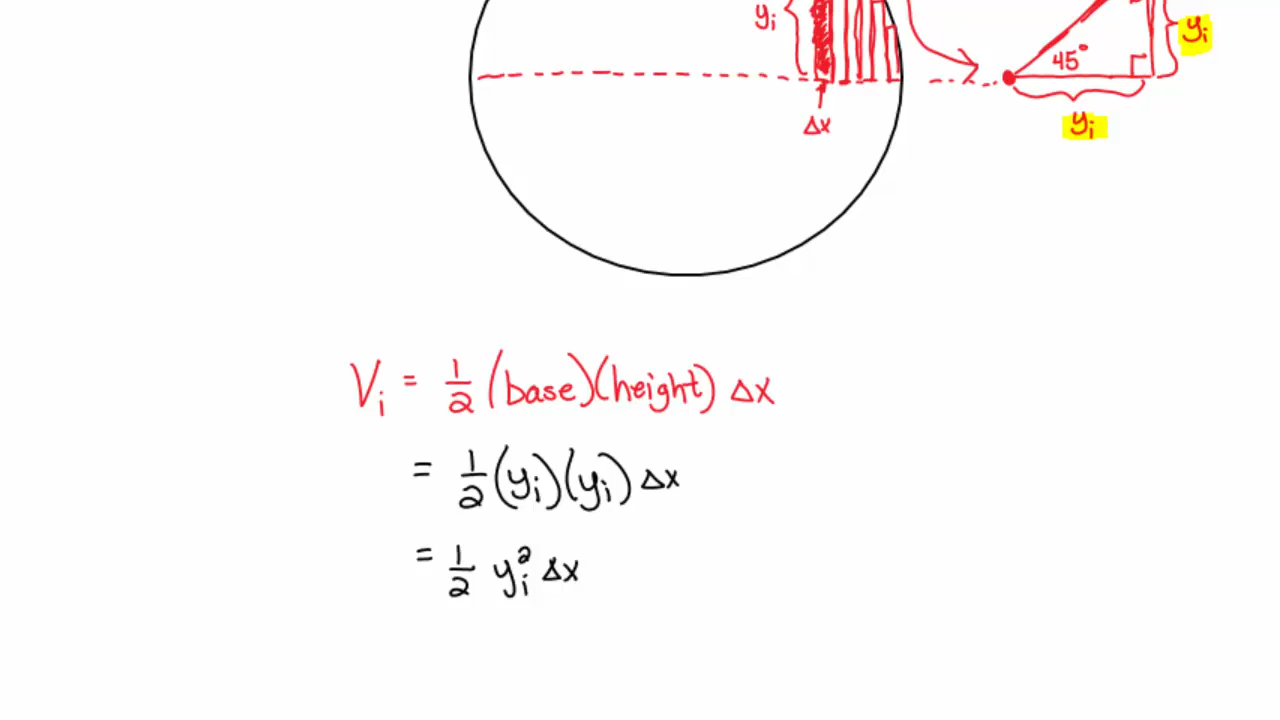 yᵢ
yᵢ
45°
Δx
yᵢ
Vᵢ = 1/2 (base)(height) Δx
= 1/2 (yᵢ)(yᵢ) Δx
= 1/2 yᵢ² Δx